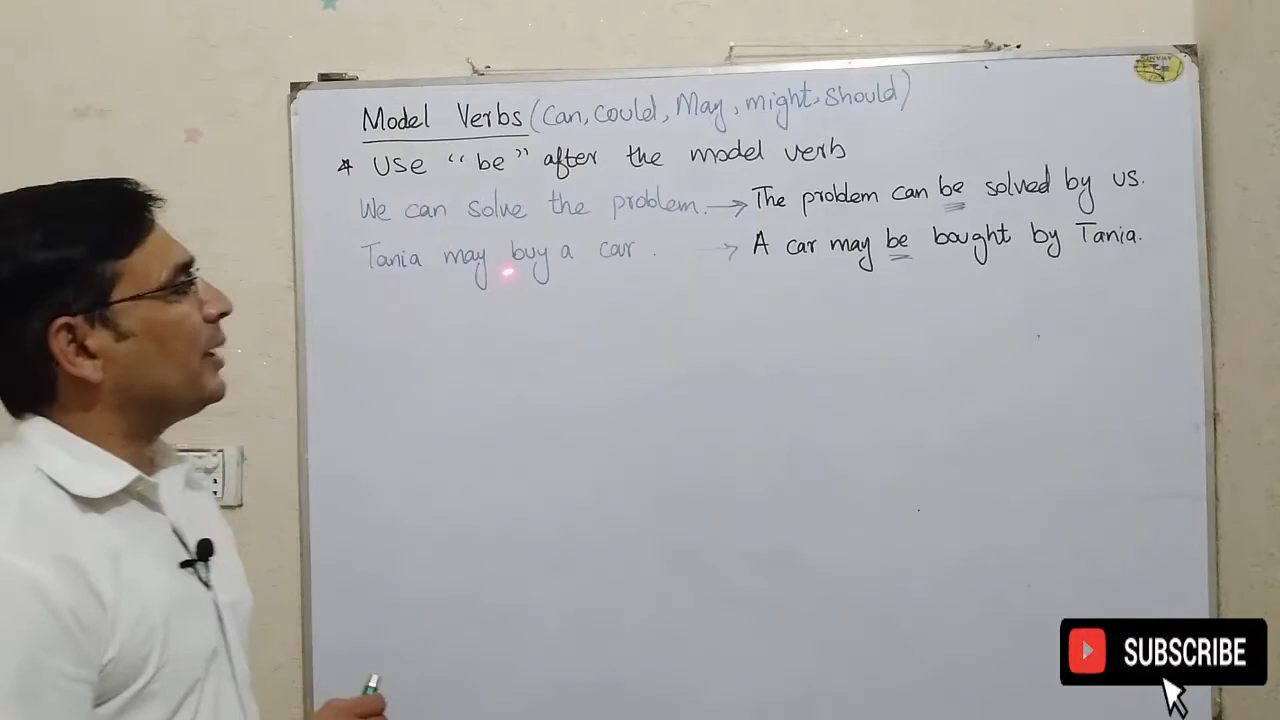 Model Verbs (Can, could, May, might, should)
* Use "be" after the model verb
We can solve the problem. → The problem can be solved by us.
Tania may buy a car. → A car may be bought by Tania.
SUBSCRIBE